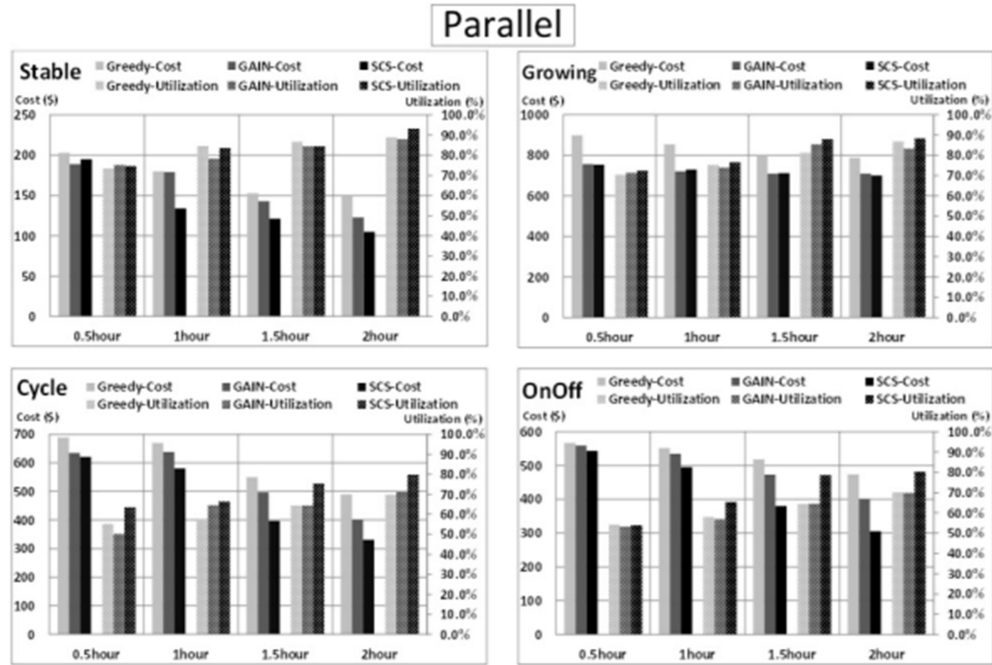 Parallel
Stable
Greedy-Cost GAIN-Cost SCS-Cost
Greedy-Utilization GAIN-Utilization SCS-Utilization
Cost ($) Utilization (%)
250 100.0%
90.0%
200 80.0%
70.0%
150 60.0%
50.0%
100 40.0%
30.0%
50 20.0%
10.0%
0 0.0%
0.5hour 1hour 1.5hour 2hour
Growing
Greedy-Cost GAIN-Cost SCS-Cost
Greedy-Utilization GAIN-Utilization SCS-Utilization
Cost ($) Utilization (%)
1000 100.0%
90.0%
800 80.0%
70.0%
600 60.0%
50.0%
400 40.0%
30.0%
200 20.0%
10.0%
0 0.0%
0.5hour 1hour 1.5hour 2hour
Cycle
Greedy-Cost GAIN-Cost SCS-Cost
Greedy-Utilization GAIN-Utilization SCS-Utilization
Cost ($) Utilization (%)
700 100.0%
90.0%
600 80.0%
500 70.0%
400 60.0%
50.0%
300 40.0%
200 30.0%
20.0%
100 10.0%
0 0.0%
0.5hour 1hour 1.5hour 2hour
OnOff
Greedy-Cost GAIN-Cost SCS-Cost
Greedy-Utilization GAIN-Utilization SCS-Utilization
Cost ($) Utilization (%)
600 100.0%
90.0%
500 80.0%
400 70.0%
60.0%
300 50.0%
40.0%
200 30.0%
100 20.0%
10.0%
0 0.0%
0.5hour 1hour 1.5hour 2hour